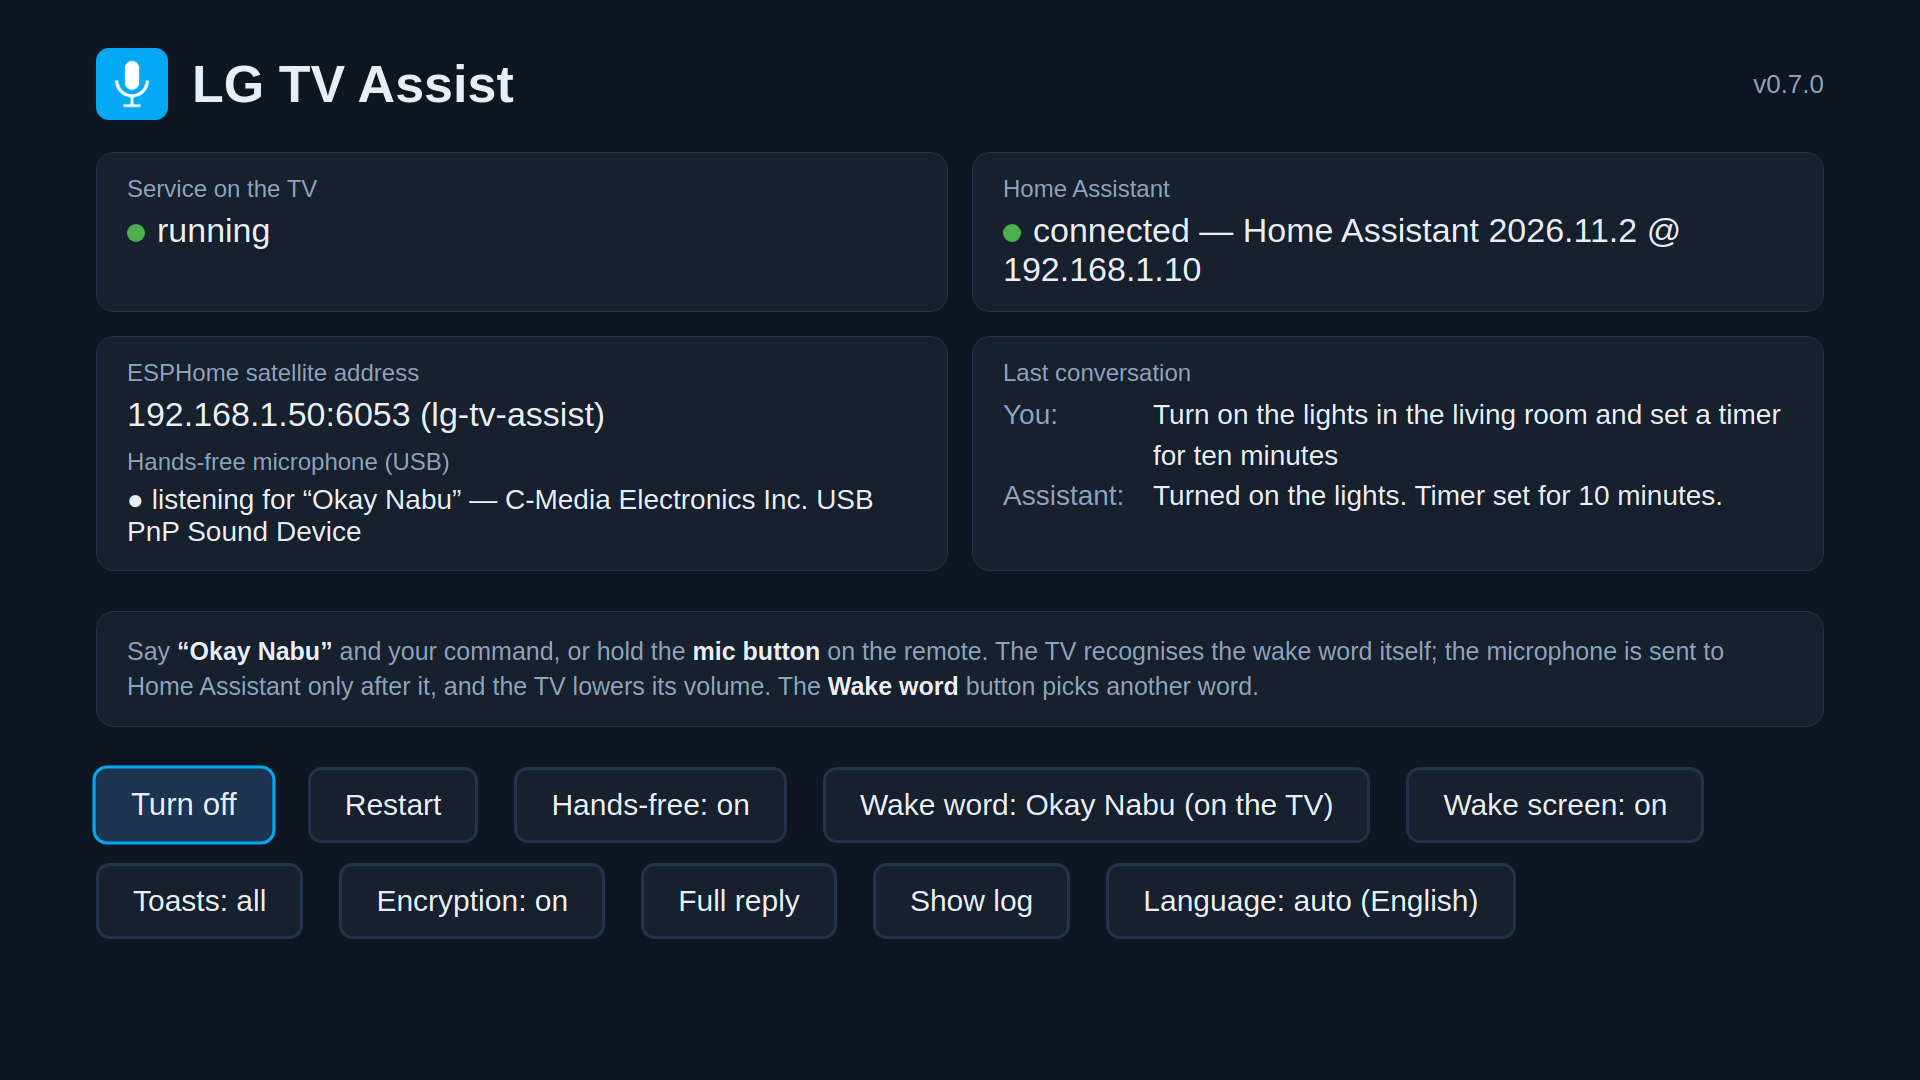 LG TV Assist
v0.7.0
Service on the TV
running
Home Assistant
connected — Home Assistant 2026.11.2 @
192.168.1.10
ESPHome satellite address
192.168.1.50:6053 (lg-tv-assist)
Hands-free microphone (USB)
● listening for “Okay Nabu” — C-Media Electronics Inc. USB
PnP Sound Device
Last conversation
You: Turn on the lights in the living room and set a timer
for ten minutes
Assistant: Turned on the lights. Timer set for 10 minutes.
Say “Okay Nabu” and your command, or hold the mic button on the remote. The TV recognises the wake word itself; the microphone is sent to
Home Assistant only after it, and the TV lowers its volume. The Wake word button picks another word.
Turn off
Restart
Hands-free: on
Wake word: Okay Nabu (on the TV)
Wake screen: on
Toasts: all
Encryption: on
Full reply
Show log
Language: auto (English)